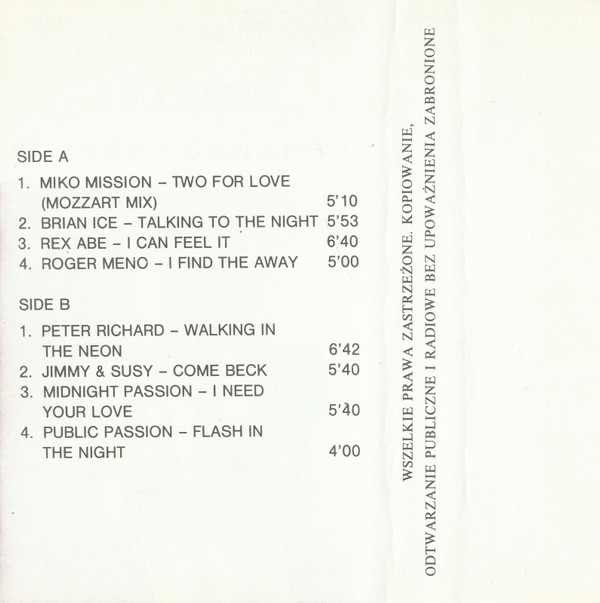 SIDE A
1. MIKO MISSION – TWO FOR LOVE
(MOZZART MIX) 5'10
2. BRIAN ICE – TALKING TO THE NIGHT 5'53
3. REX ABE – I CAN FEEL IT 6'40
4. ROGER MENO – I FIND THE AWAY 5'00
SIDE B
1. PETER RICHARD – WALKING IN
THE NEON 6'42
2. JIMMY & SUSY – COME BECK 5'40
3. MIDNIGHT PASSION – I NEED
YOUR LOVE 5'40
4. PUBLIC PASSION – FLASH IN
THE NIGHT 4'00
WSZELKIE PRAWA ZASTRZEŻONE. KOPIOWANIE,
ODTWARZANIE PUBLICZNE I RADIOWE BEZ UPOWAŻNIENIA ZABRONIONE